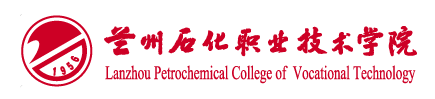 兰州石化职业技术学院
Lanzhou Petrochemical College of Vocational Technology
1956